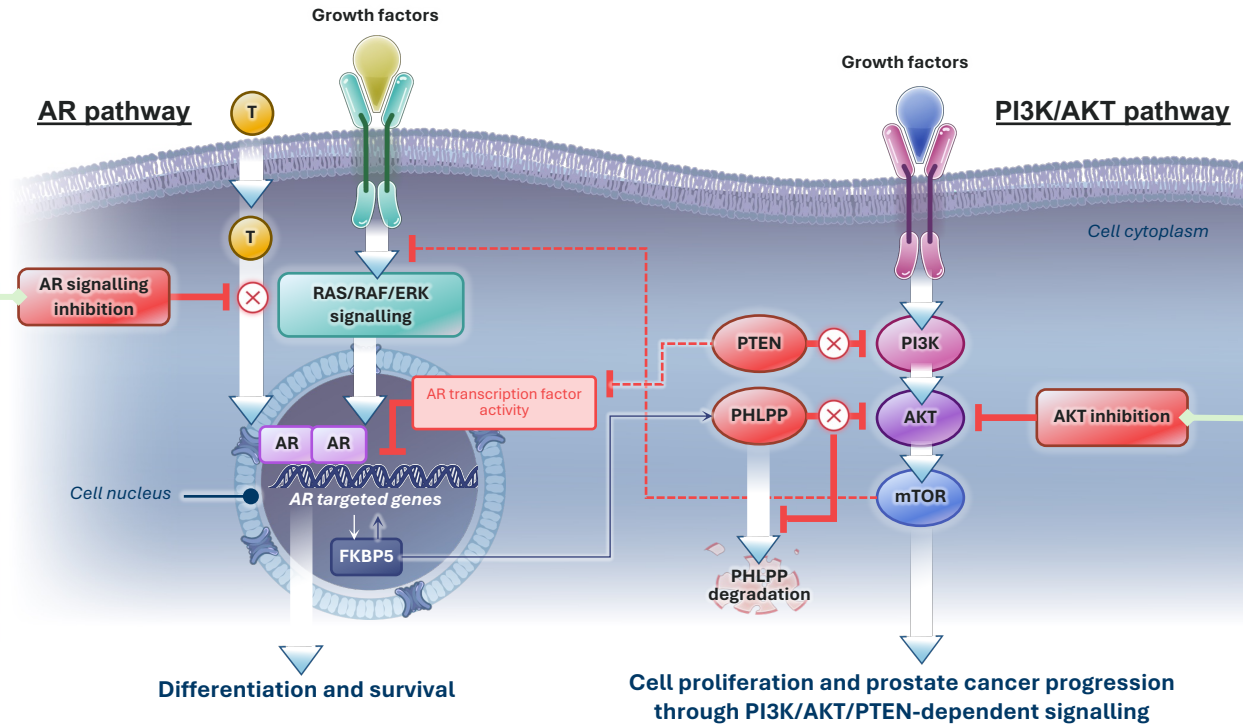 Growth factors
Growth factors
AR pathway
PI3K/AKT pathway
T
T
Cell cytoplasm
AR signalling
inhibition
RAS/RAF/ERK
signalling
PTEN
PI3K
AR transcription factor
activity
PHLPP
AKT
AKT inhibition
AR
AR
AR targeted genes
Cell nucleus
mTOR
FKBP5
PHLPP
degradation
Differentiation and survival
Cell proliferation and prostate cancer progression
through PI3K/AKT/PTEN-dependent signalling